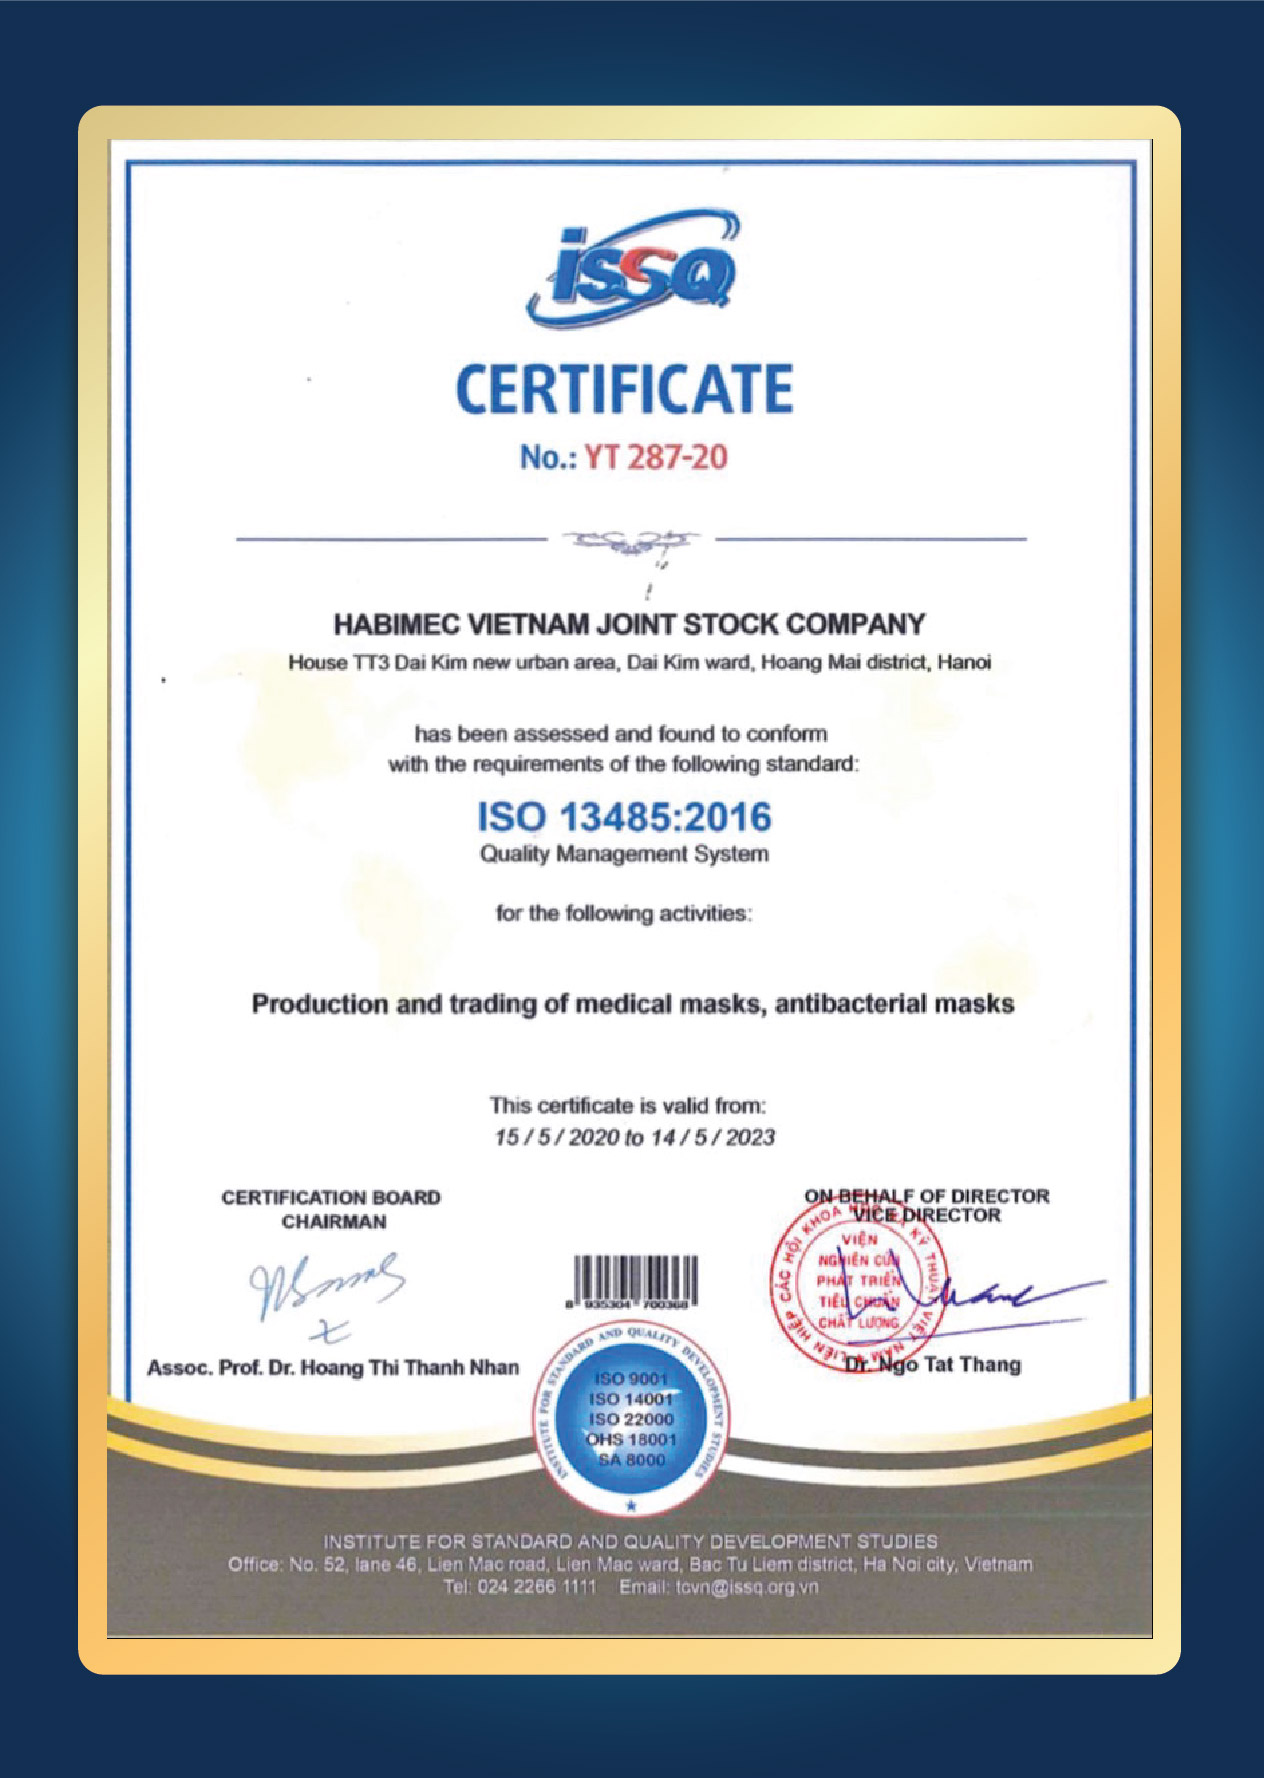 issQ
CERTIFICATE
No.: YT 287-20
HABIMEC VIETNAM JOINT STOCK COMPANY
House TT3 Dai Kim new urban area, Dai Kim ward, Hoang Mai district, Hanoi
has been assessed and found to conform
with the requirements of the following standard:
ISO 13485:2016
Quality Management System
for the following activities:
Production and trading of medical masks, antibacterial masks
This certificate is valid from:
15 / 5 / 2020 to 14 / 5 / 2023
CERTIFICATION BOARD
CHAIRMAN
Assoc. Prof. Dr. Hoang Thi Thanh Nhan
ON BEHALF OF DIRECTOR
VICE DIRECTOR
LIÊN HIỆP CÁC HỘI KHOA HỌC VÀ KỸ THUẬT VIỆT NAM
VIỆN
NGHIÊN CỨU
PHÁT TRIỂN
TIÊU CHUẨN
CHẤT LƯỢNG
Dr. Ngo Tat Thang
8 935304 700368
INSTITUTE FOR STANDARD AND QUALITY DEVELOPMENT STUDIES
ISO 9001
ISO 14001
ISO 22000
OHS 18001
SA 8000
INSTITUTE FOR STANDARD AND QUALITY DEVELOPMENT STUDIES
Office: No. 52, lane 46, Lien Mac road, Lien Mac ward, Bac Tu Liem district, Ha Noi city, Vietnam
Tel: 024 2266 1111 Email: tcvn@issq.org.vn